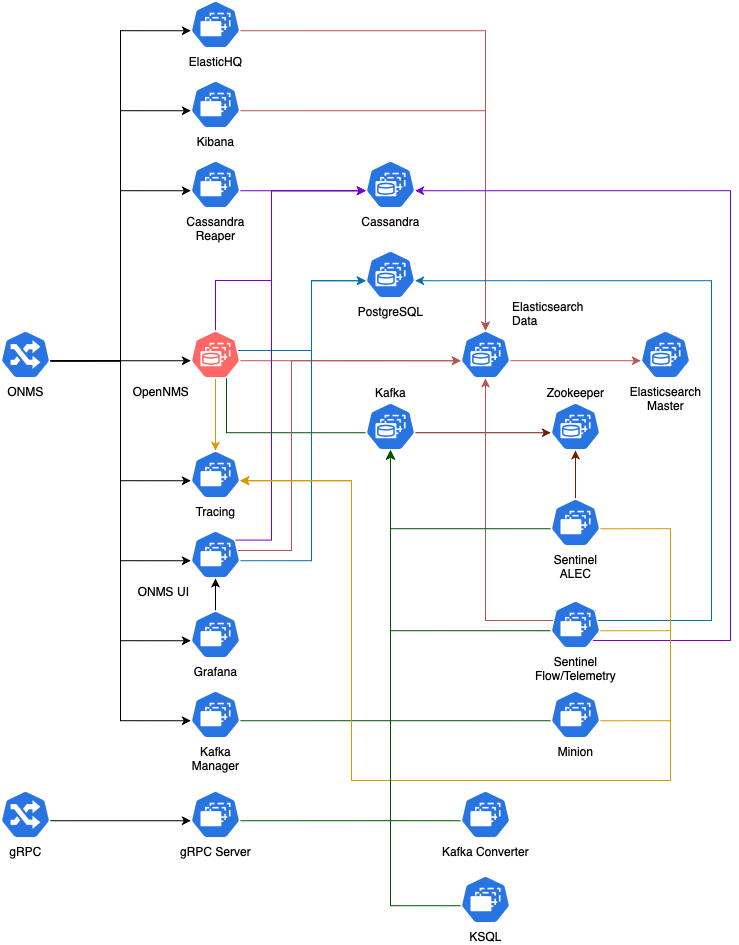 ElasticHQ
Kibana
Cassandra
Reaper
Cassandra
PostgreSQL
Elasticsearch
Data
ONMS
OpenNMS
Kafka
Zookeeper
Elasticsearch
Master
Tracing
Sentinel
ALEC
ONMS UI
Grafana
Sentinel
Flow/Telemetry
Kafka
Manager
Minion
gRPC
gRPC Server
Kafka Converter
KSQL